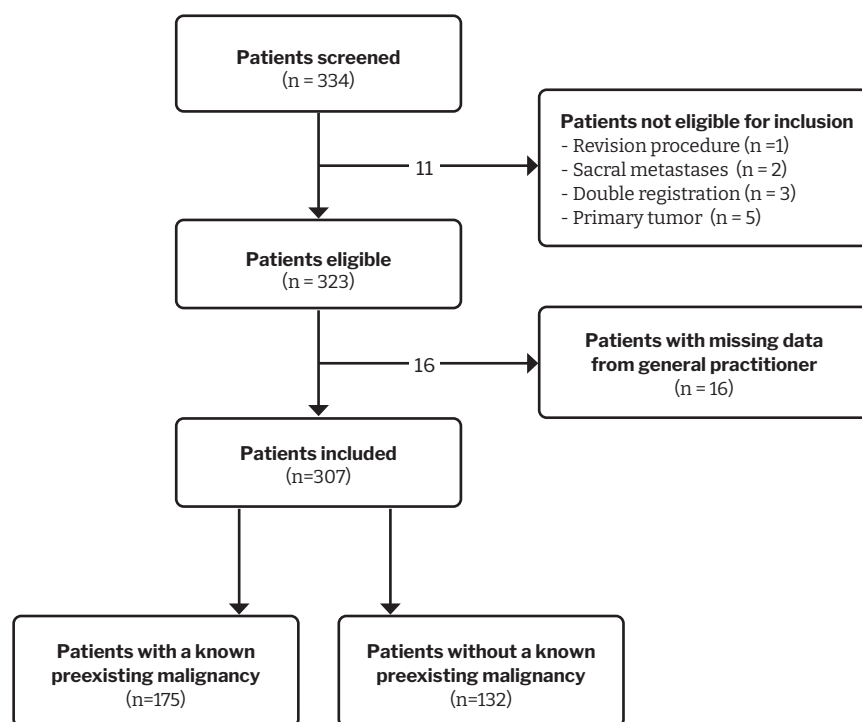 Patients screened
(n = 334)
11
Patients not eligible for inclusion
- Revision procedure (n =1)
- Sacral metastases (n = 2)
- Double registration (n = 3)
- Primary tumor (n = 5)
Patients eligible
(n = 323)
16
Patients with missing data
from general practitioner
(n = 16)
Patients included
(n=307)
Patients with a known
preexisting malignancy
(n=175)
Patients without a known
preexisting malignancy
(n=132)